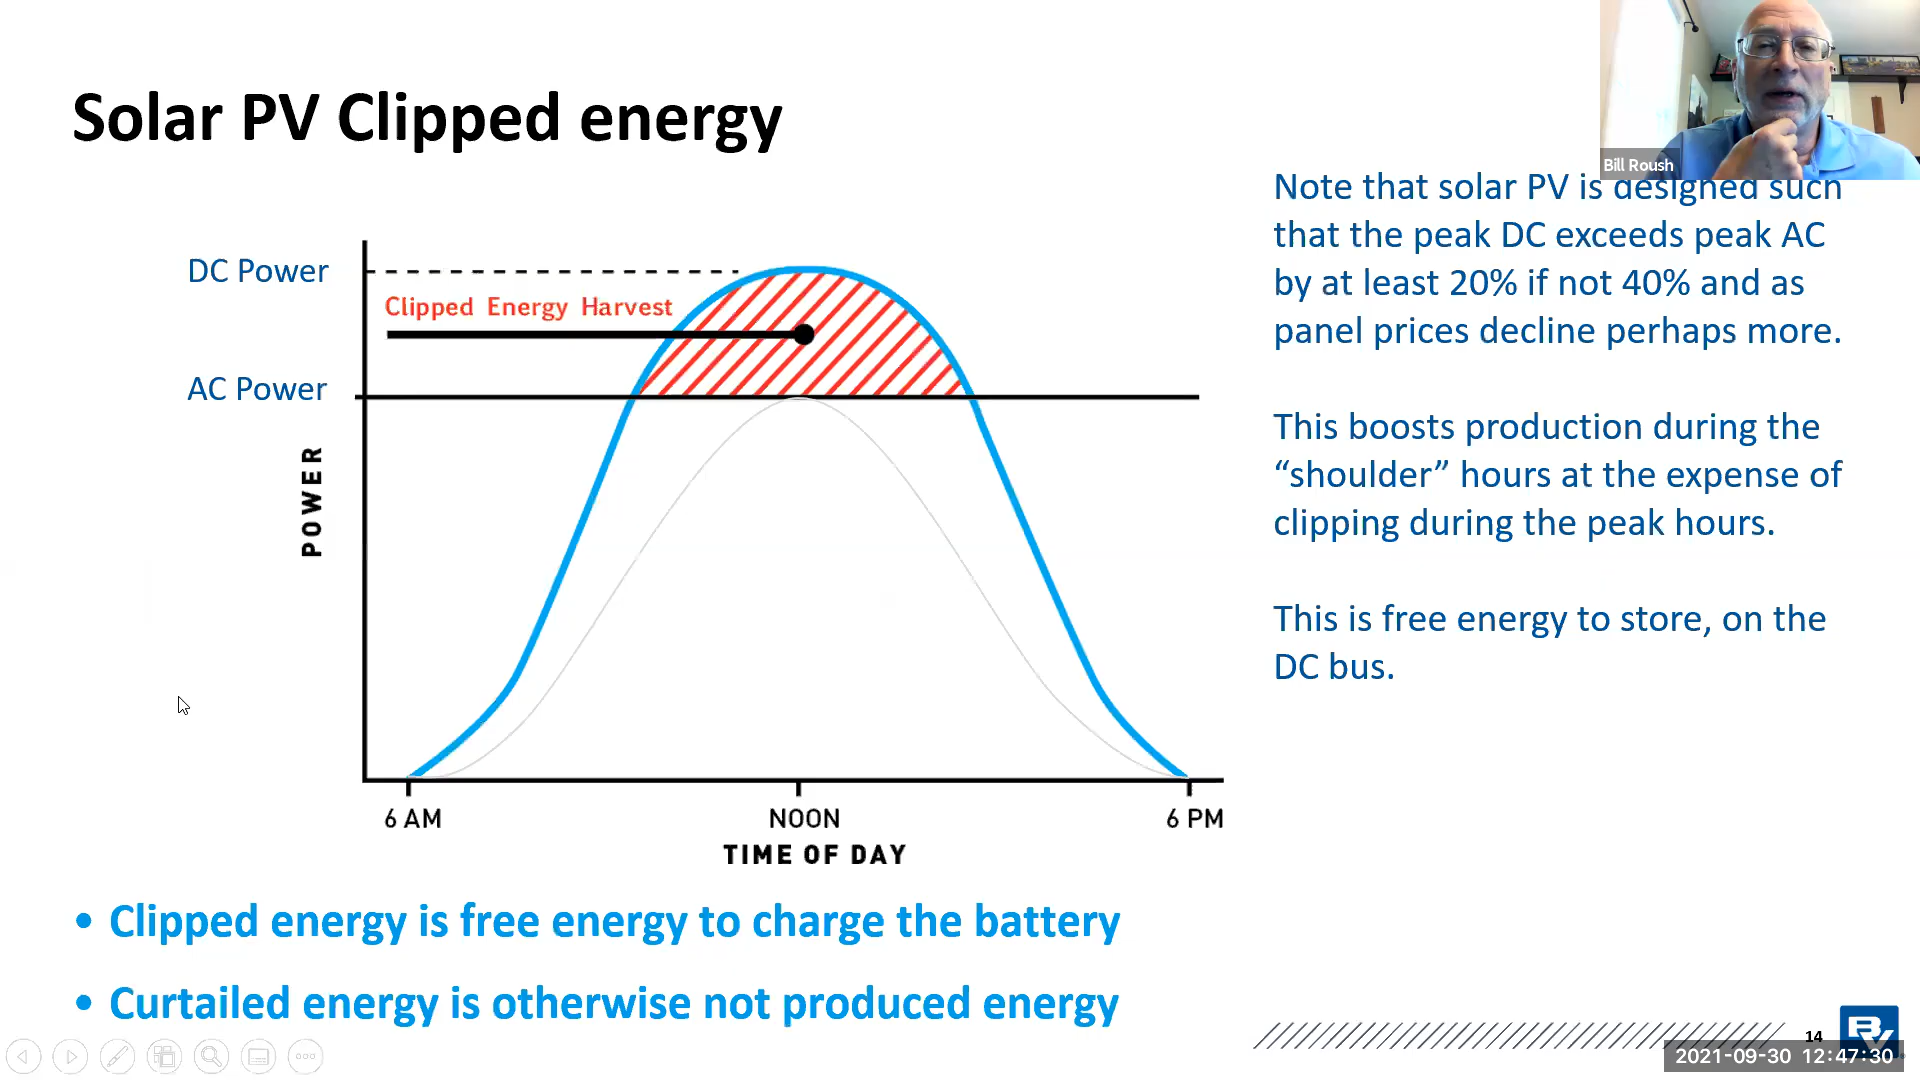 Solar PV Clipped energy
Bill Roush
Note that solar PV is designed such
that the peak DC exceeds peak AC
by at least 20% if not 40% and as
panel prices decline perhaps more.
This boosts production during the
“shoulder” hours at the expense of
clipping during the peak hours.
This is free energy to store, on the
DC bus.
DC Power
Clipped Energy Harvest
AC Power
POWER
6 AM
NOON
6 PM
TIME OF DAY
• Clipped energy is free energy to charge the battery
• Curtailed energy is otherwise not produced energy
14
BV
2021-09-30 12:47:30